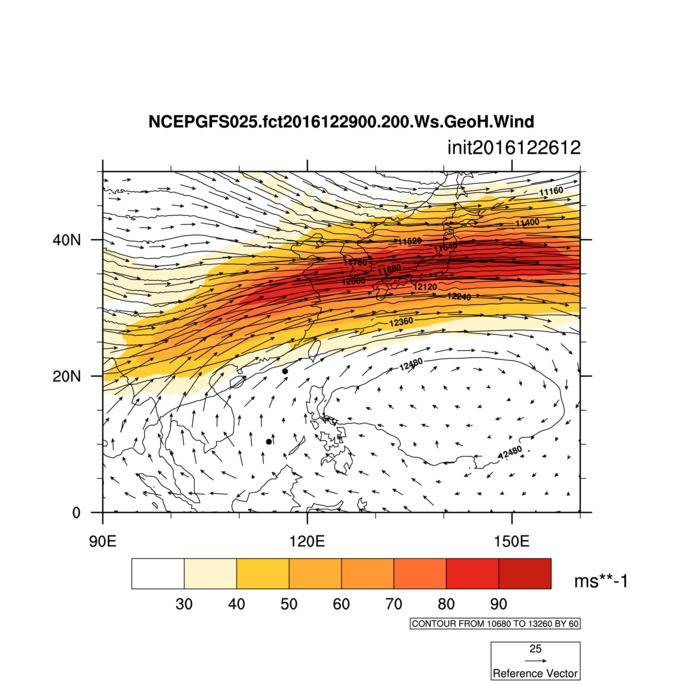 NCEPGFS025.fct2016122900.200.Ws.GeoH.Wind
init2016122612
11160
11400
40N
11520
11640
11760
11880
12000
12120
12240
12360
12480
20N
12480
0
90E 120E 150E
ms**-1
30 40 50 60 70 80 90
CONTOUR FROM 10680 TO 13260 BY 60
25
Reference Vector